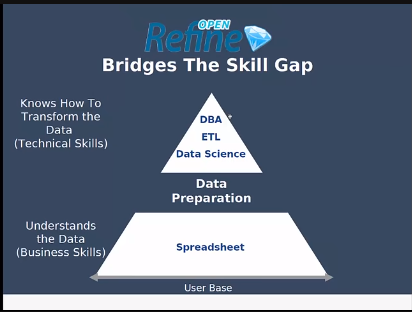 OPEN
Refine
Bridges The Skill Gap
Knows How To
Transform the
Data
(Technical Skills)
DBA
ETL
Data Science
Data
Preparation
Understands
the Data
(Business Skills)
Spreadsheet
User Base